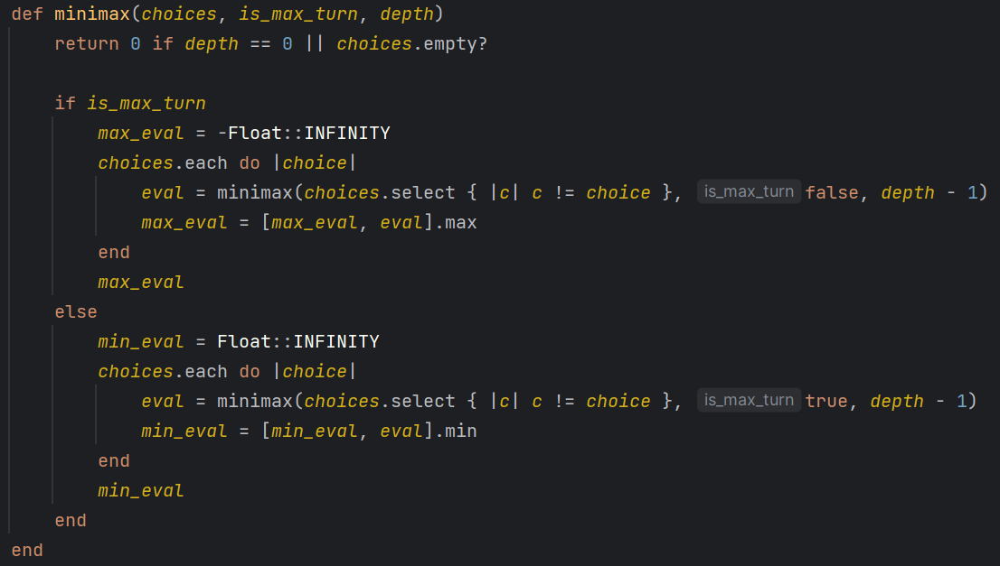 def minimax(choices, is_max_turn, depth)
    return 0 if depth == 0 || choices.empty?

    if is_max_turn
        max_eval = -Float::INFINITY
        choices.each do |choice|
            eval = minimax(choices.select { |c| c != choice }, is_max_turn false, depth - 1)
            max_eval = [max_eval, eval].max
        end
        max_eval
    else
        min_eval = Float::INFINITY
        choices.each do |choice|
            eval = minimax(choices.select { |c| c != choice }, is_max_turn true, depth - 1)
            min_eval = [min_eval, eval].min
        end
        min_eval
    end
end